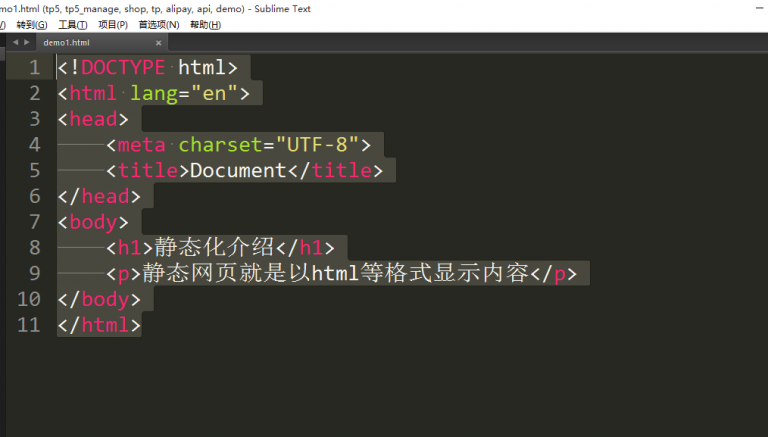 mo1.html (tp5, tp5_manage, shop, tp, alipay, api, demo) - Sublime Text
转到(G) 工具(T) 项目(P) 首选项(N) 帮助(H)
demo1.html ×
1 <!DOCTYPE html>
2 <html lang="en">
3 <head>
4 <meta charset="UTF-8">
5 <title>Document</title>
6 </head>
7 <body>
8 <h1>静态化介绍</h1>
9 <p>静态网页就是以html等格式显示内容</p>
10 </body>
11 </html>